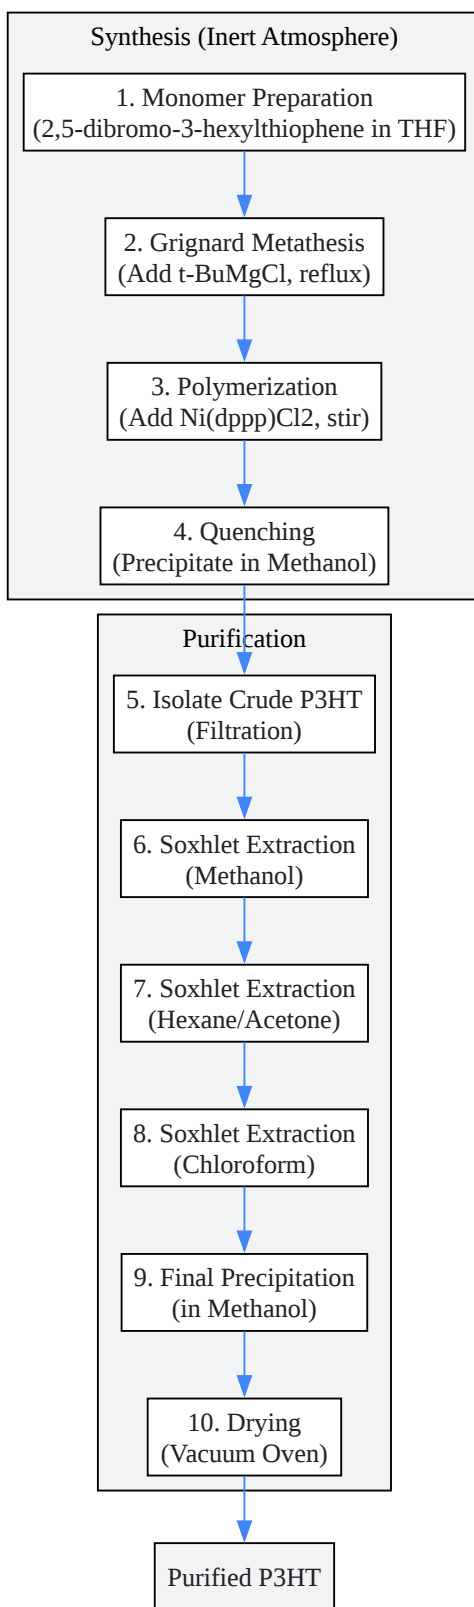 Synthesis (Inert Atmosphere)
1. Monomer Preparation
(2,5-dibromo-3-hexylthiophene in THF)
2. Grignard Metathesis
(Add t-BuMgCl, reflux)
3. Polymerization
(Add Ni(dppp)Cl2, stir)
4. Quenching
(Precipitate in Methanol)
Purification
5. Isolate Crude P3HT
(Filtration)
6. Soxhlet Extraction
(Methanol)
7. Soxhlet Extraction
(Hexane/Acetone)
8. Soxhlet Extraction
(Chloroform)
9. Final Precipitation
(in Methanol)
10. Drying
(Vacuum Oven)
Purified P3HT